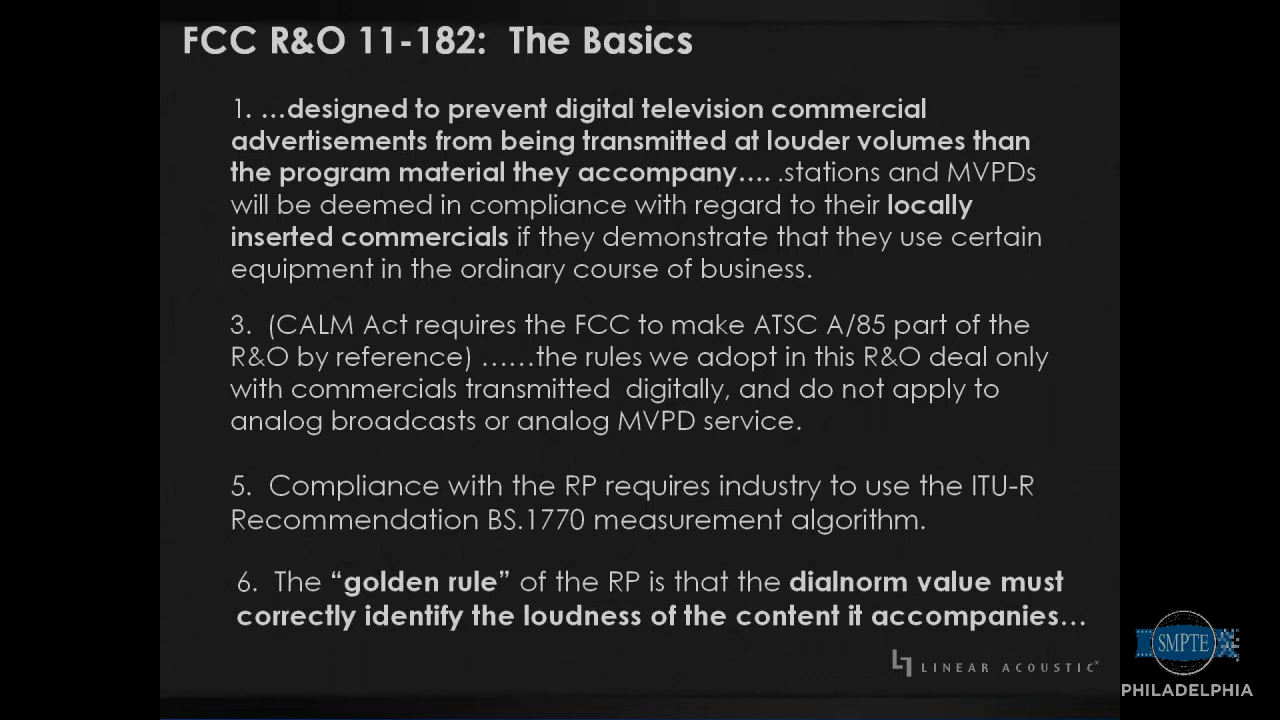 FCC R&O 11-182: The Basics
1. …designed to prevent digital television commercial
advertisements from being transmitted at louder volumes than
the program material they accompany…. .stations and MVPDs
will be deemed in compliance with regard to their locally
inserted commercials if they demonstrate that they use certain
equipment in the ordinary course of business.
3. (CALM Act requires the FCC to make ATSC A/85 part of the
R&O by reference) ……the rules we adopt in this R&O deal only
with commercials transmitted digitally, and do not apply to
analog broadcasts or analog MVPD service.
5. Compliance with the RP requires industry to use the ITU-R
Recommendation BS.1770 measurement algorithm.
6. The “golden rule” of the RP is that the dialnorm value must
correctly identify the loudness of the content it accompanies…
LINEAR ACOUSTIC
SMPTE
PHILADELPHIA